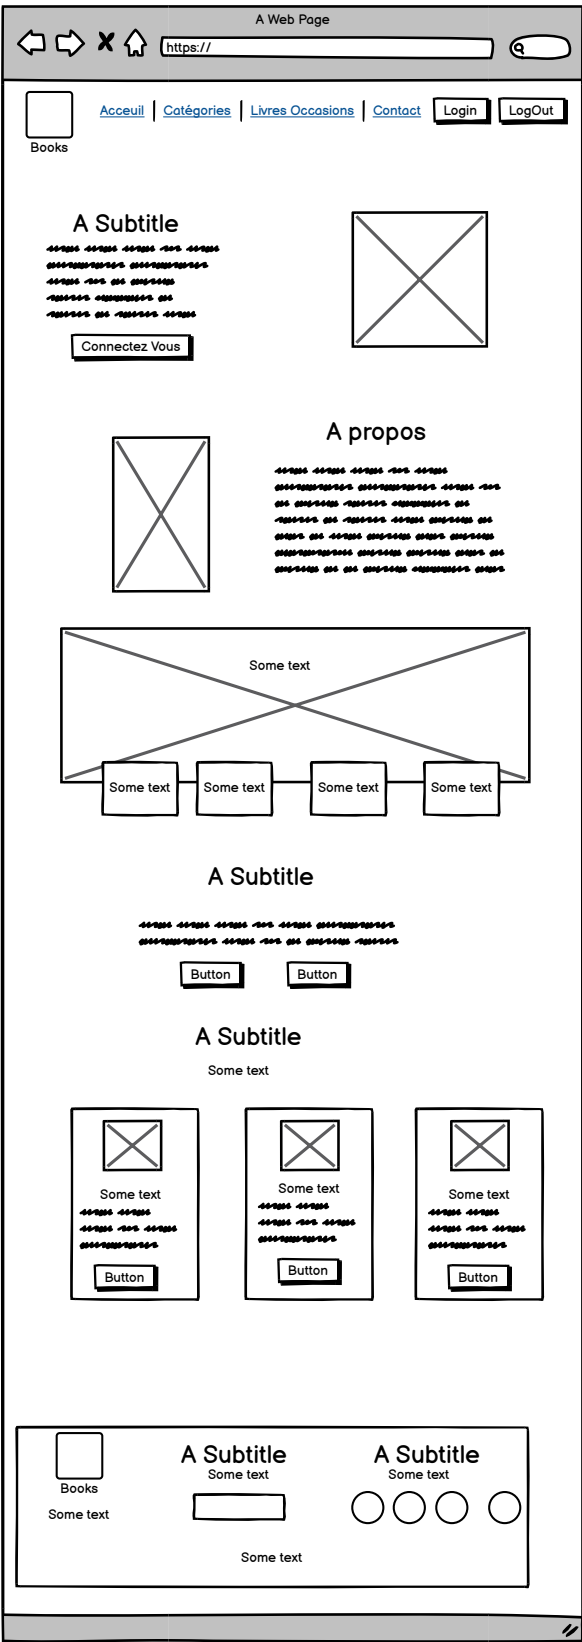 A Web Page
https://
Acceuil Catégories Livres Occasions Contact Login LogOut
Books
A Subtitle
Connectez Vous
A propos
Some text
Some text Some text Some text Some text
A Subtitle
Button Button
A Subtitle
Some text
Some text Some text Some text
Button Button Button
A Subtitle A Subtitle
Books Some text Some text
Some text
Some text